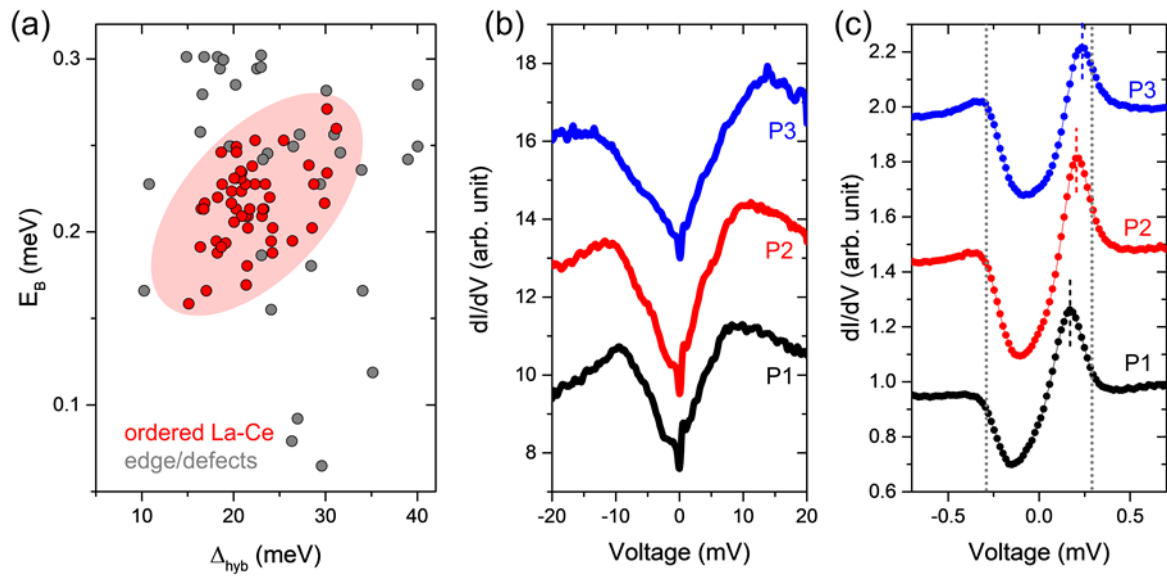 (a)
0.3
0.2
0.1
E_B (meV)
ordered La-Ce
edge/defects
10
20
30
40
Δ_hyb (meV)
(b)
18
16
14
12
10
8
dI/dV (arb. unit)
P3
P2
P1
-20
-10
0
10
20
Voltage (mV)
(c)
2.2
2.0
1.8
1.6
1.4
1.2
1.0
0.8
0.6
dI/dV (arb. unit)
P3
P2
P1
-0.5
0.0
0.5
Voltage (mV)